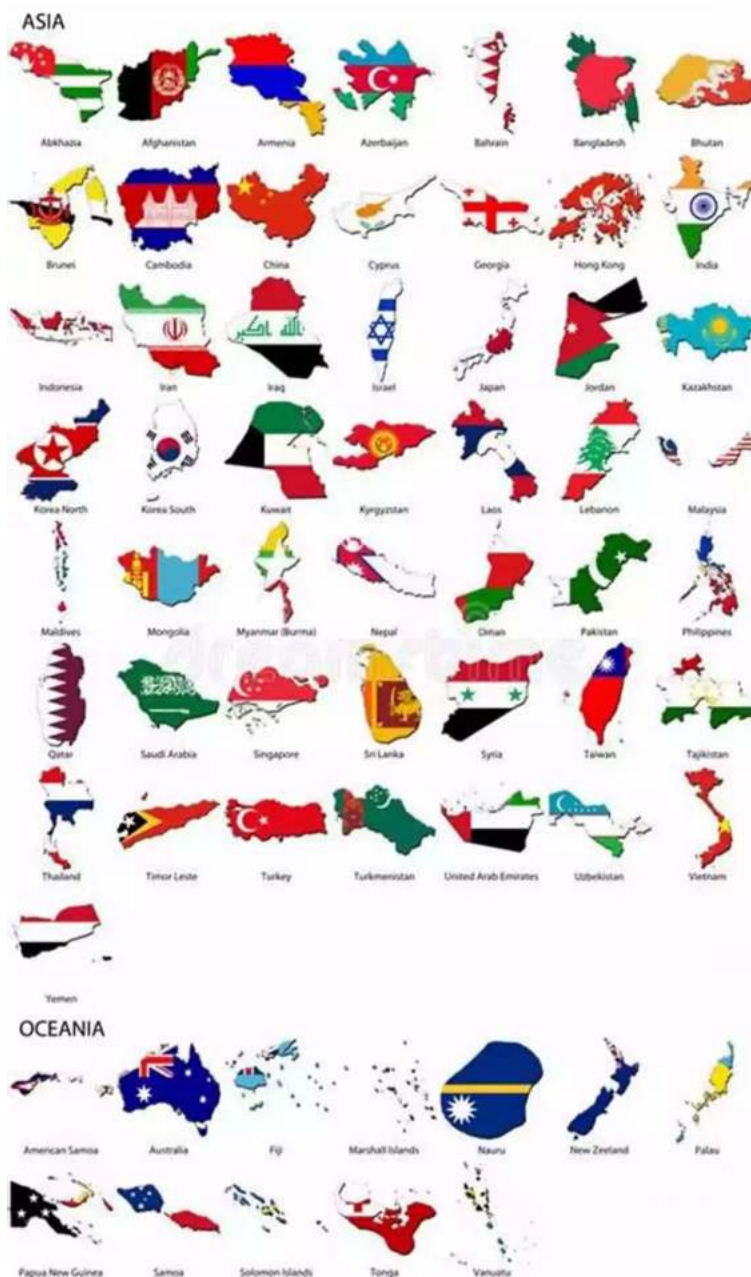 ASIA
Abkhazia Afghanistan Armenia Azerbaijan Bahrain Bangladesh Bhutan
Brunei Cambodia China Cyprus Georgia Hong Kong India
الله اكبر
Indonesia Iran Iraq Israel Japan Jordan Kazakhstan
Korea North Korea South Kuwait Kyrgyzstan Laos Lebanon Malaysia
Maldives Mongolia Myanmar (Burma) Nepal Oman Pakistan Philippines
dreamstime
Qatar Saudi Arabia Singapore Sri Lanka Syria Taiwan Tajikistan
Thailand Timor Leste Turkey Turkmenistan United Arab Emirates Uzbekistan Vietnam
Yemen
OCEANIA
American Samoa Australia Fiji Marshall Islands Nauru New Zeeland Palau
Papua New Guinea Samoa Solomon Islands Tonga Vanuatu